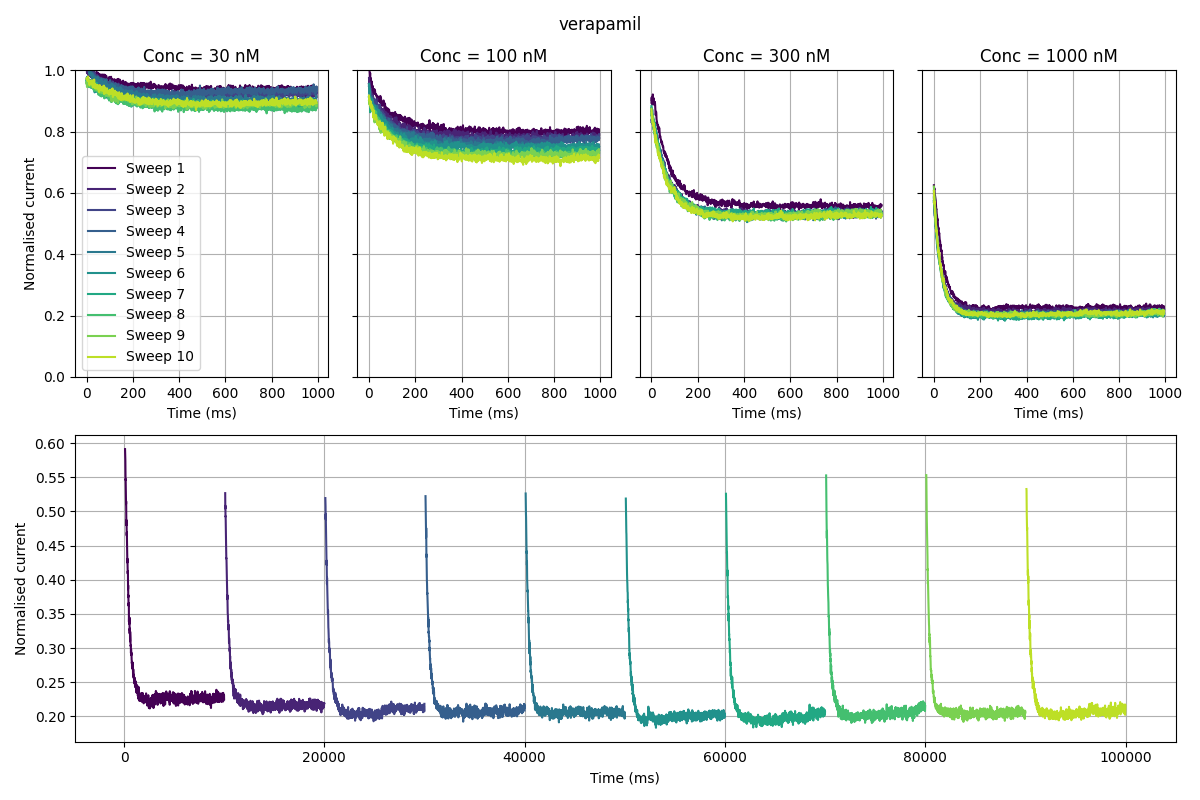 verapamil
Conc = 30 nM
Conc = 100 nM
Conc = 300 nM
Conc = 1000 nM
Normalised current
1.0
0.8
0.6
0.4
0.2
0.0
Sweep 1
Sweep 2
Sweep 3
Sweep 4
Sweep 5
Sweep 6
Sweep 7
Sweep 8
Sweep 9
Sweep 10
0 200 400 600 800 1000
0 200 400 600 800 1000
0 200 400 600 800 1000
0 200 400 600 800 1000
Time (ms)
Time (ms)
Time (ms)
Time (ms)
Normalised current
0.60
0.55
0.50
0.45
0.40
0.35
0.30
0.25
0.20
0 20000 40000 60000 80000 100000
Time (ms)